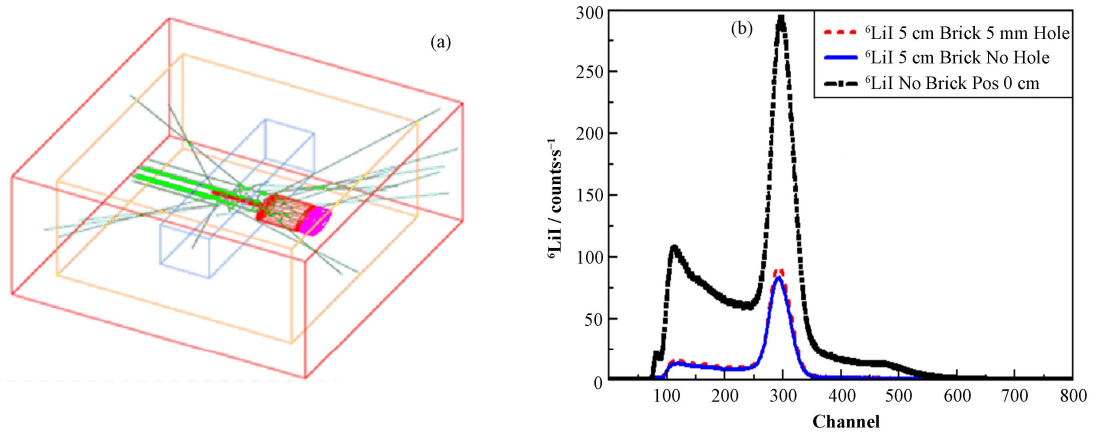 (a)
(b)
⁶LiI 5 cm Brick 5 mm Hole
⁶LiI 5 cm Brick No Hole
⁶LiI No Brick Pos 0 cm
⁶LiI / counts·s⁻¹
300
250
200
150
100
50
0
100 200 300 400 500 600 700 800
Channel